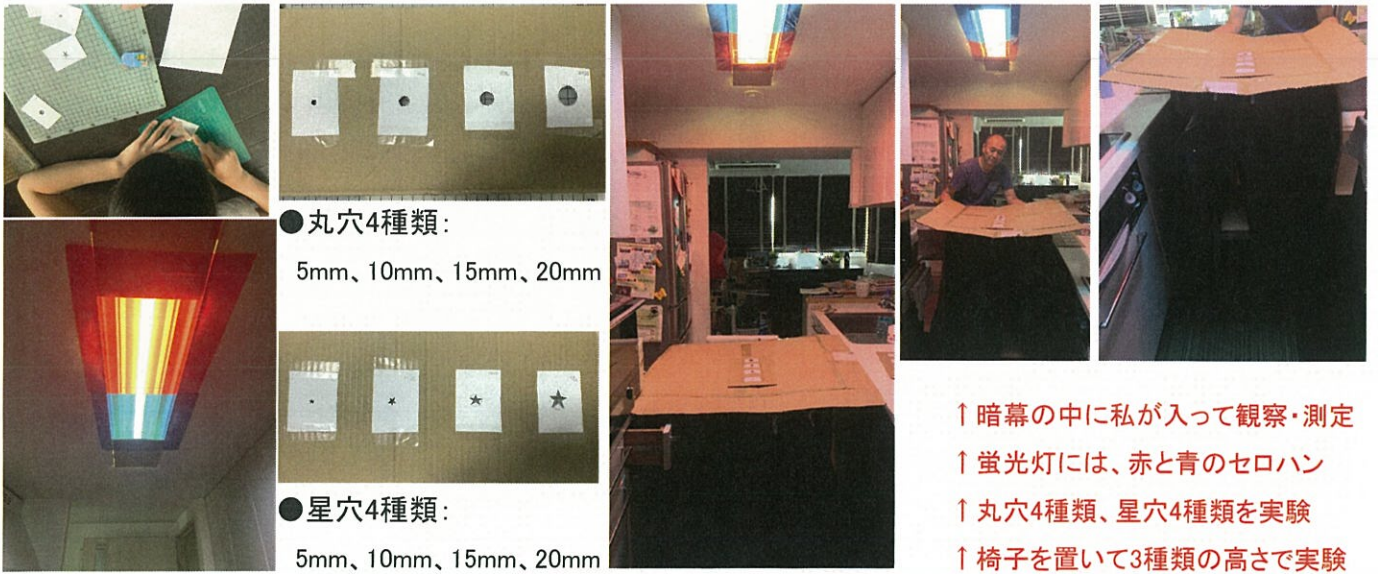 ●丸穴4種類:
5mm、10mm、15mm、20mm
●星穴4種類:
5mm、10mm、15mm、20mm
↑暗幕の中に私が入って観察・測定
↑蛍光灯には、赤と青のセロハン
↑丸穴4種類、星穴4種類を実験
↑椅子を置いて3種類の高さで実験